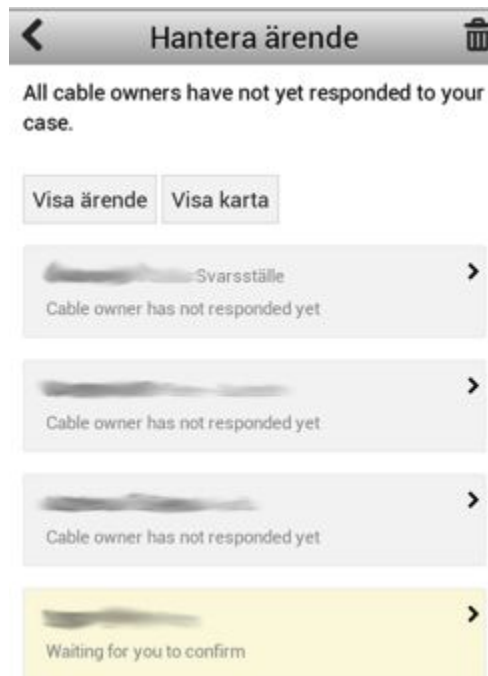 Hantera ärende
All cable owners have not yet responded to your
case.
Visa ärende Visa karta
Svarsställe
Cable owner has not responded yet
Cable owner has not responded yet
Cable owner has not responded yet
Waiting for you to confirm